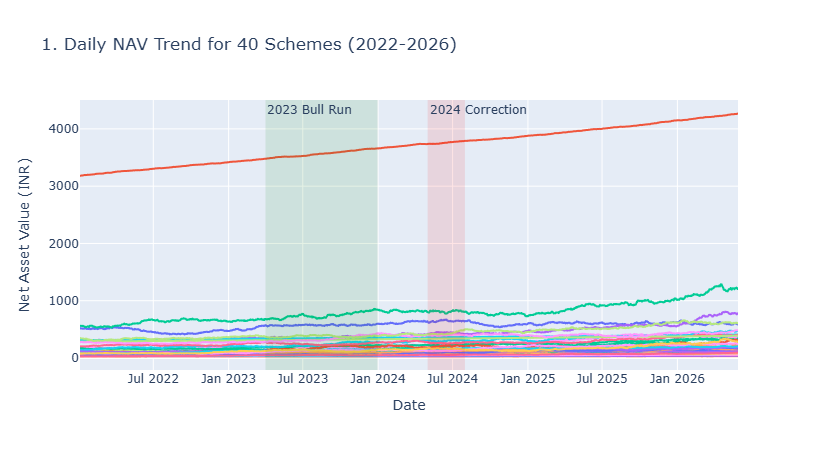 1. Daily NAV Trend for 40 Schemes (2022-2026)
2023 Bull Run
2024 Correction
Net Asset Value (INR)
4000
3000
2000
1000
0
Jul 2022
Jan 2023
Jul 2023
Jan 2024
Jul 2024
Jan 2025
Jul 2025
Jan 2026
Date